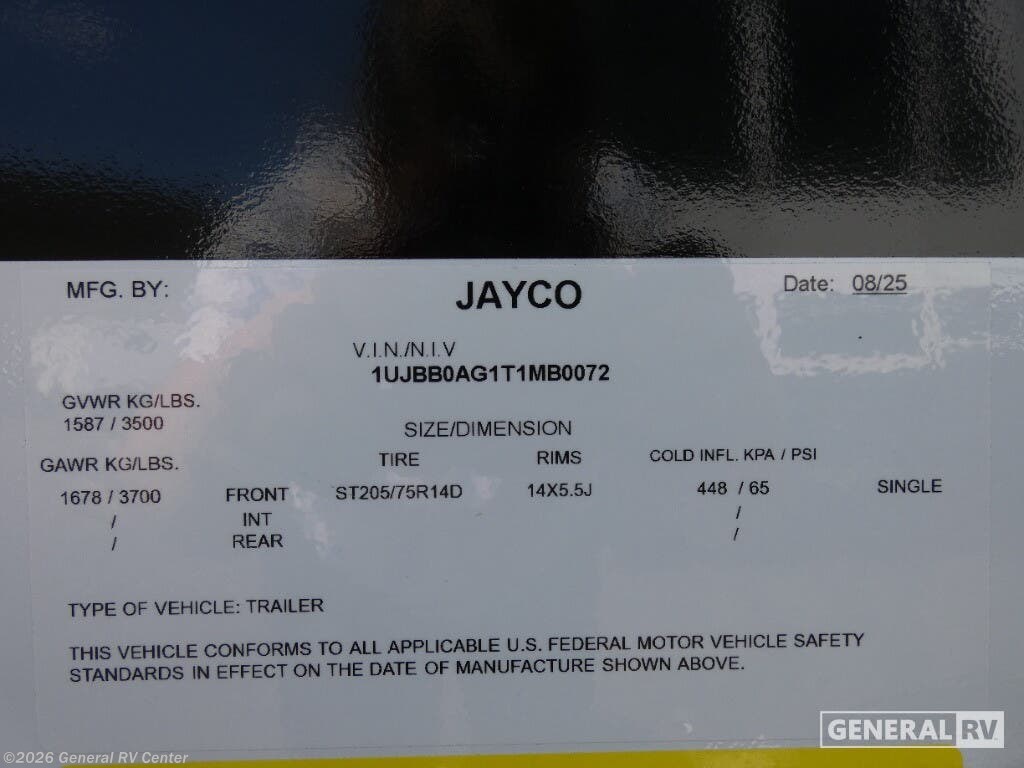 GENERAL RV
MFG. BY: JAYCO Date: 08/25
V.I.N./N.I.V
1UJBB0AG1T1MB0072
GVWR KG/LBS.
1587 / 3500
SIZE/DIMENSION
GAWR KG/LBS. TIRE RIMS COLD INFL. KPA / PSI
1678 / 3700 FRONT ST205/75R14D 14X5.5J 448 / 65 SINGLE
/ INT /
/ REAR /
TYPE OF VEHICLE: TRAILER
THIS VEHICLE CONFORMS TO ALL APPLICABLE U.S. FEDERAL MOTOR VEHICLE SAFETY
STANDARDS IN EFFECT ON THE DATE OF MANUFACTURE SHOWN ABOVE.
GENERAL RV
©2026 General RV Center